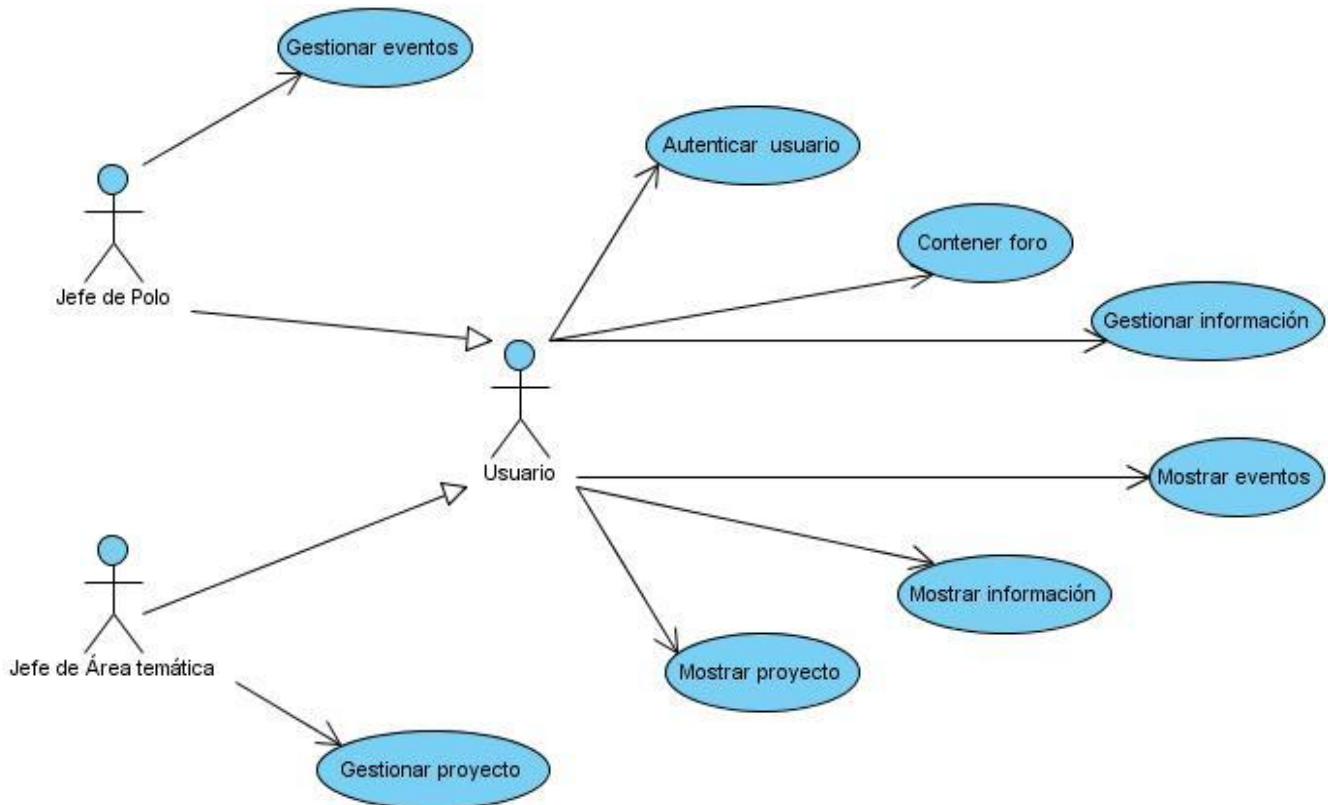 Gestionar eventos
Autenticar usuario
Contener foro
Jefe de Polo
Gestionar información
Usuario
Mostrar eventos
Mostrar información
Jefe de Área temática
Mostrar proyecto
Gestionar proyecto